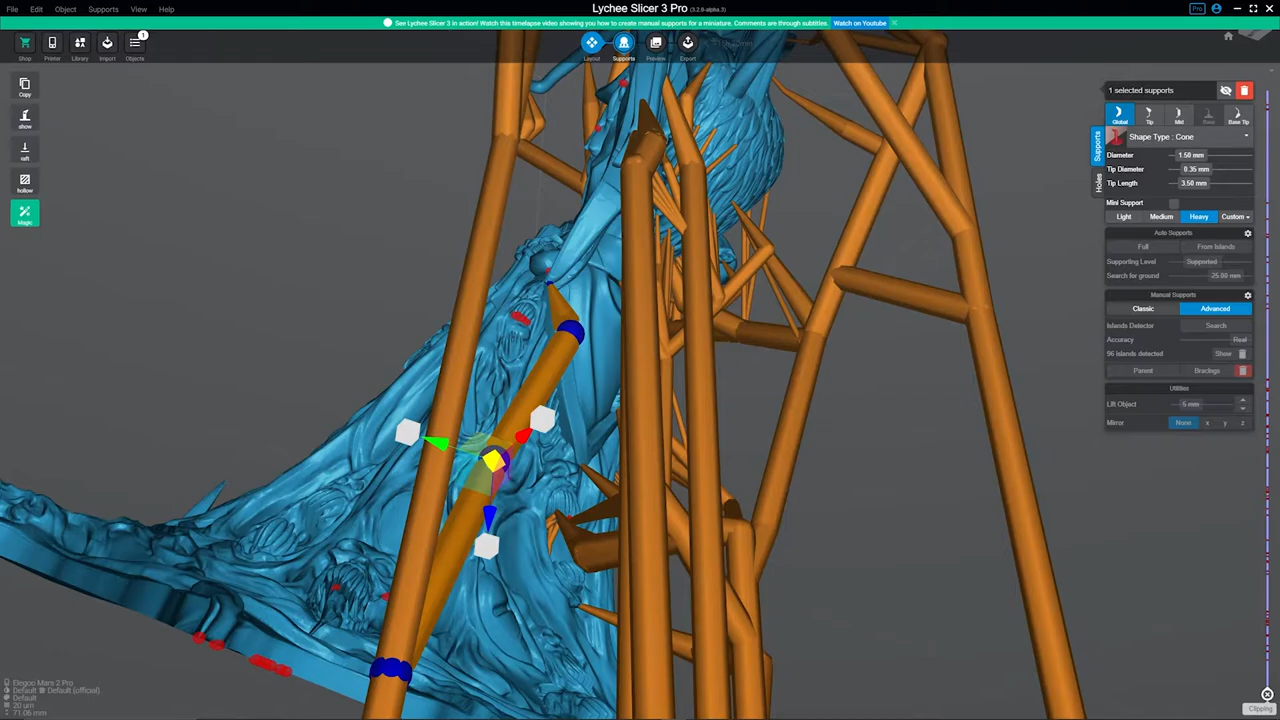 File Edit Object Supports View Help
Lychee Slicer 3 Pro (3.2.9-alpha.3)
Pro
See Lychee Slicer 3 in action! Watch this timelapse video showing you how to create manual supports for a miniature. Comments are through subtitles. Watch on Youtube
1
Shop Printer Library Import Objects
Layout Supports Preview Export
Copy
show
raft
hollow
Magic
1 selected supports
Global Tip Mid Base Base Tip
Supports
Holes
Shape Type : Cone
Diameter 1.50 mm
Tip Diameter 0.35 mm
Tip Length 3.50 mm
Mini Support
Light Medium Heavy Custom
Auto Supports
Full From Islands
Supporting Level Supported
Search for ground 25.00 mm
Manual Supports
Classic Advanced
Islands Detector Search
Accuracy Real
96 Islands detected Show
Parent Bracings
Utilities
Lift Object 5 mm
Mirror None x y z
Elegoo Mars 2 Pro
Default Default (official)
Default
20 um
71.06 mm
Clipping